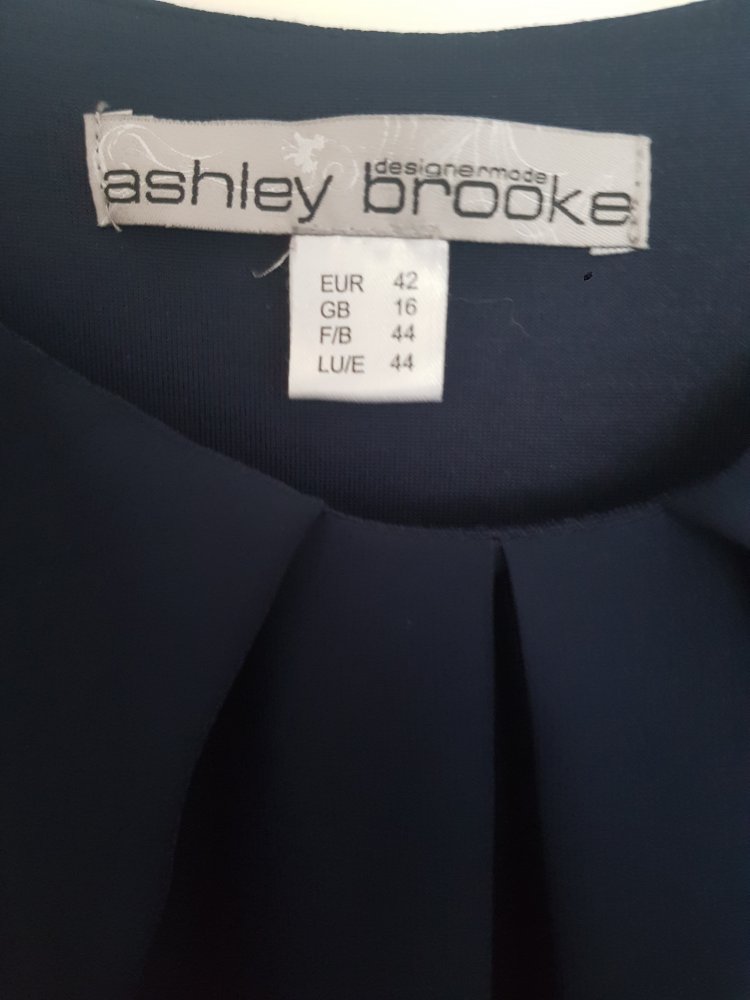 designermode
ashley brooke
EUR 42
GB 16
F/B 44
LU/E 44